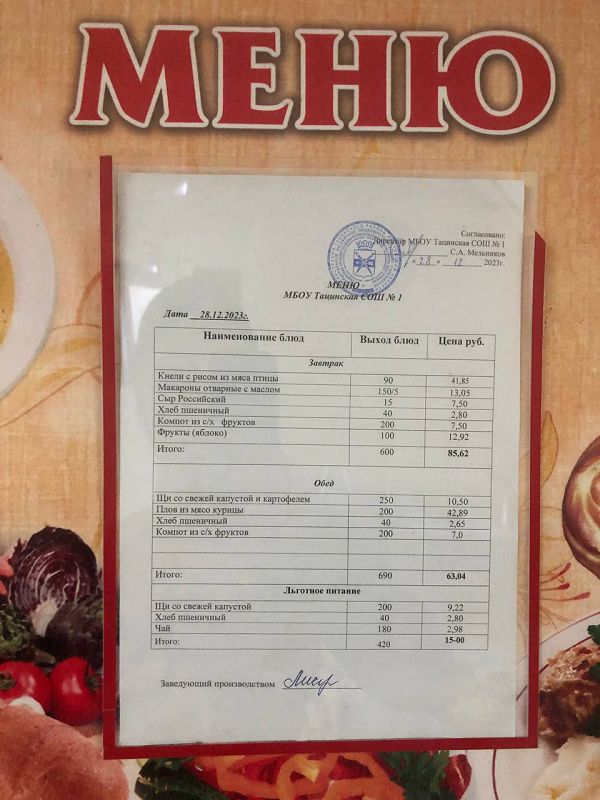 МЕНЮ
Согласовано:
Директор МБОУ Тацинская СОШ № 1
С.А. Мельников
« 28 » 12 2023г.
МЕНЮ
МБОУ Тацинская СОШ № 1
Дата 28.12.2023г.
Наименование блюд Выход блюд Цена руб.
Завтрак
Кнели с рисом из мяса птицы 90 41,85
Макароны отварные с маслом 150/5 13,05
Сыр Российский 15 7,50
Хлеб пшеничный 40 2,80
Компот из с/х фруктов 200 7,50
Фрукты (яблоко) 100 12,92
Итого: 600 85,62
Обед
Щи со свежей капустой и картофелем 250 10,50
Плов из мясо курицы 200 42,89
Хлеб пшеничный 40 2,65
Компот из с/х фруктов 200 7,0
Итого: 690 63,04
Льготное питание
Щи со свежей капустой 200 9,22
Хлеб пшеничный 40 2,80
Чай 180 2,98
Итого: 420 15-00
Заведующий производством